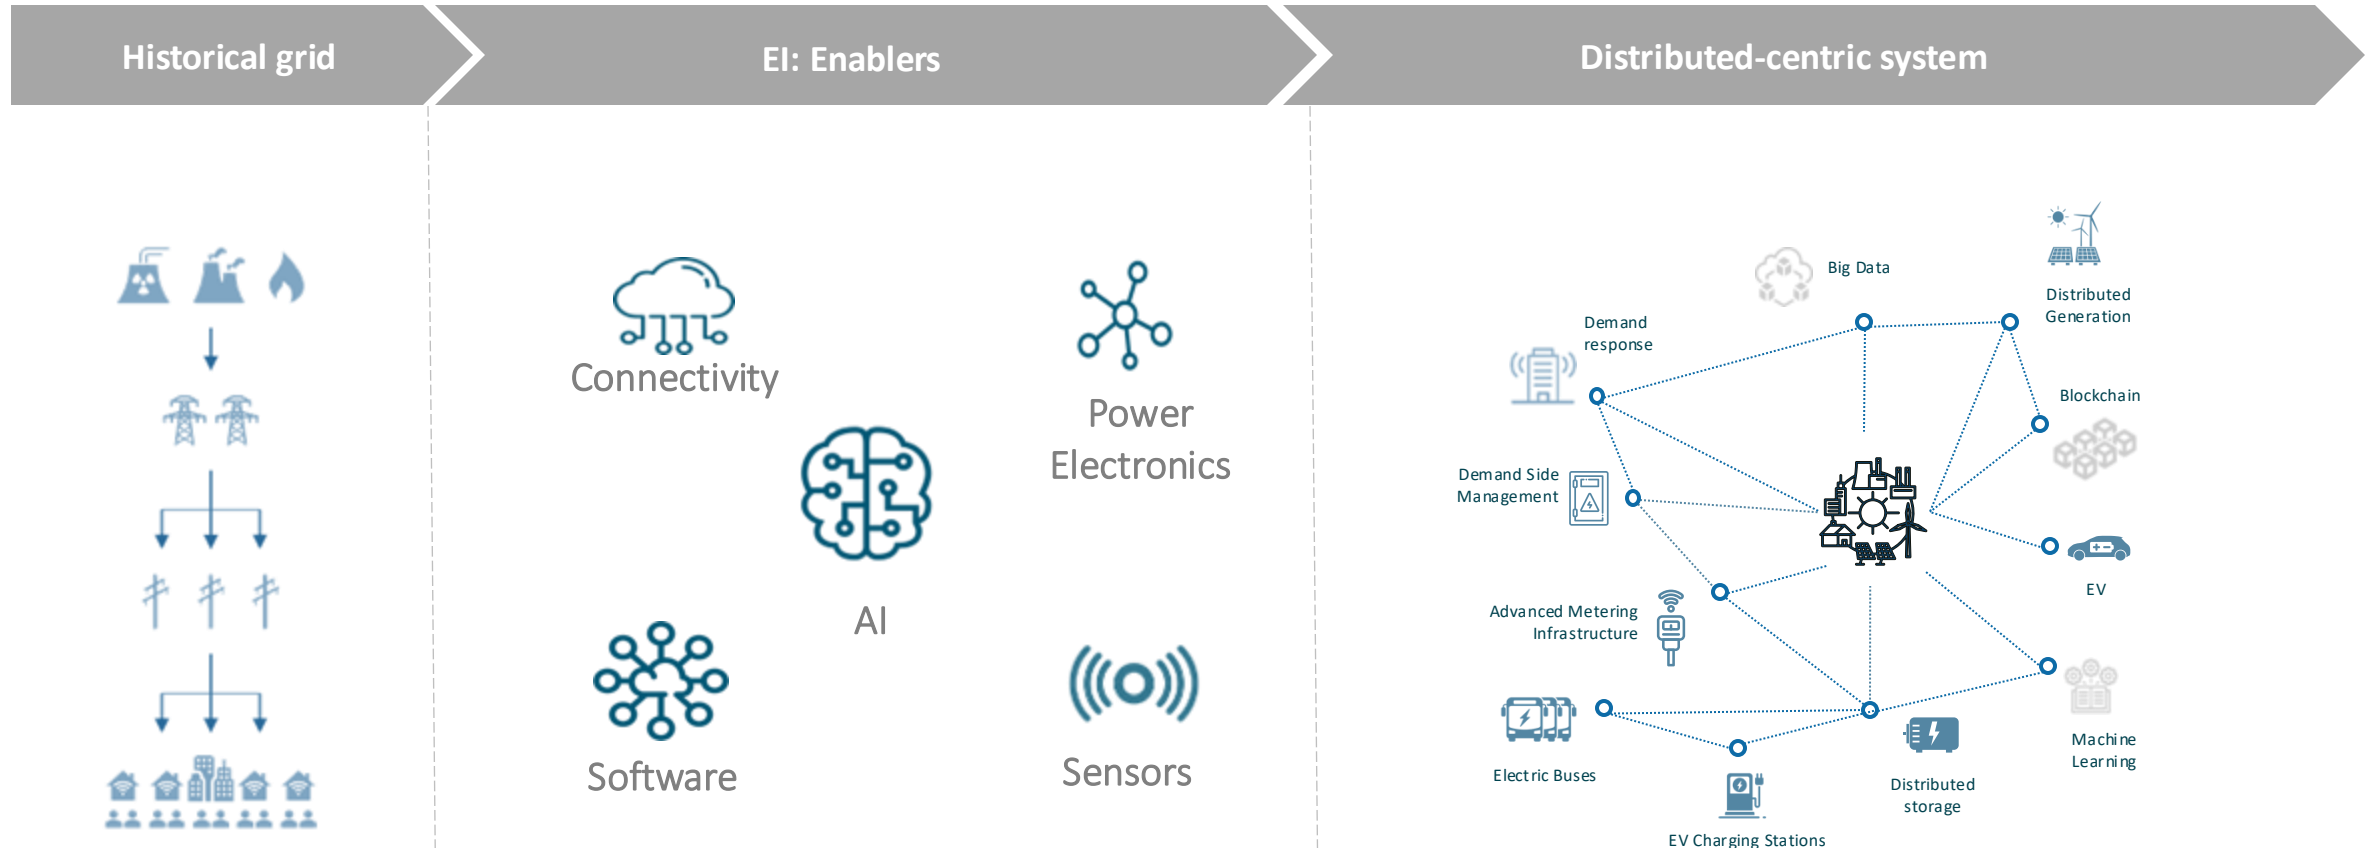 Historical grid
EI: Enablers
Distributed-centric system
Connectivity
Power
Electronics
AI
Software
Sensors
Big Data
Distributed
Generation
Demand
response
Blockchain
Demand Side
Management
EV
Advanced Metering
Infrastructure
Machine
Learning
Electric Buses
Distributed
storage
EV Charging Stations